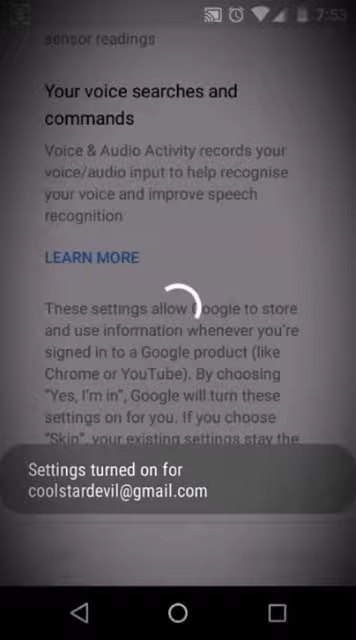 7:53
sensor readings
Your voice searches and
commands
Voice & Audio Activity records your
voice/audio input to help recognise
your voice and improve speech
recognition
LEARN MORE
These settings allow Google to store
and use information whenever you're
signed in to a Google product (like
Chrome or YouTube). By choosing
"Yes, I'm in", Google will turn these
settings on for you. If you choose
"Skip", your existing settings stay the
Settings turned on for
coolstardevil@gmail.com